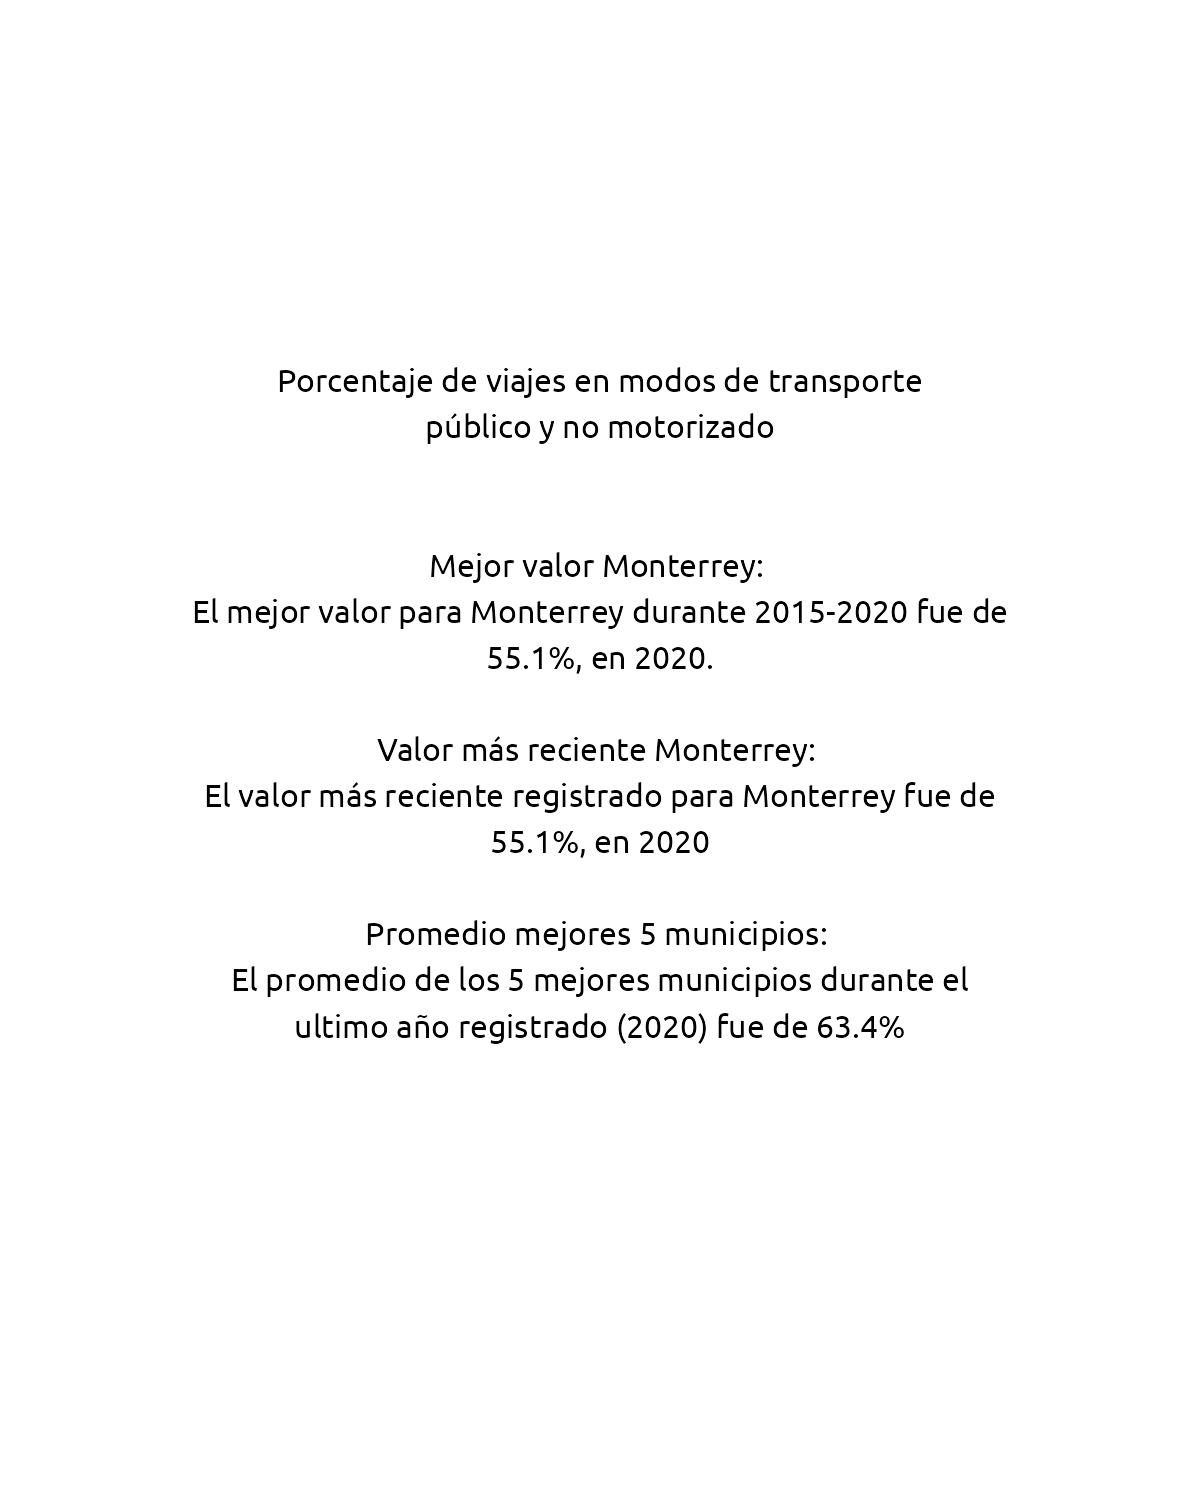 Porcentaje de viajes en modos de transporte
público y no motorizado
Mejor valor Monterrey:
El mejor valor para Monterrey durante 2015-2020 fue de
55.1%, en 2020.
Valor más reciente Monterrey:
El valor más reciente registrado para Monterrey fue de
55.1%, en 2020
Promedio mejores 5 municipios:
El promedio de los 5 mejores municipios durante el
ultimo año registrado (2020) fue de 63.4%